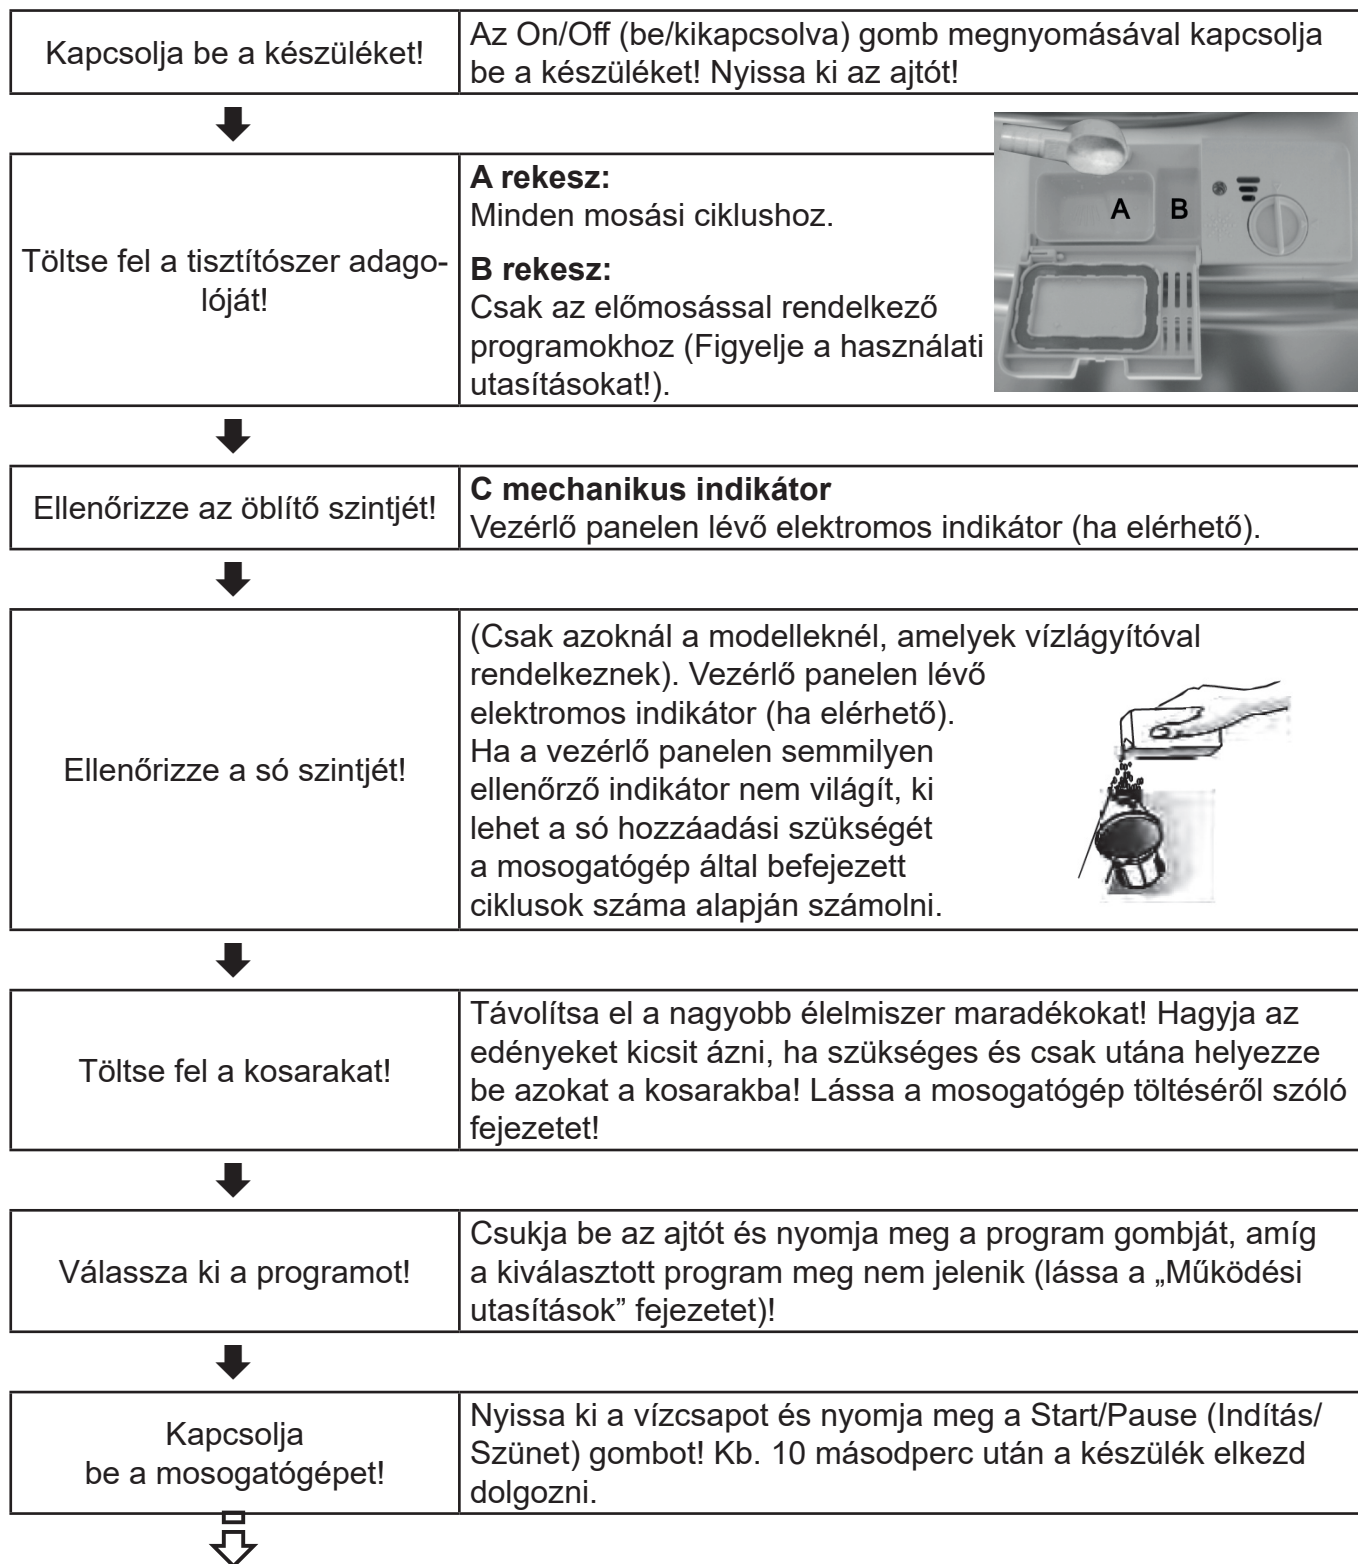 Kapcsolja be a készüléket!
Az On/Off (be/kikapcsolva) gomb megnyomásával kapcsolja
be a készüléket! Nyissa ki az ajtót!
Töltse fel a tisztítószer adago-
lóját!
A rekesz:
Minden mosási ciklushoz.
B rekesz:
Csak az előmosással rendelkező
programokhoz (Figyelje a használati
utasításokat!).
A B
Ellenőrizze az öblítő szintjét!
C mechanikus indikátor
Vezérlő panelen lévő elektromos indikátor (ha elérhető).
Ellenőrizze a só szintjét!
(Csak azoknál a modelleknél, amelyek vízlágyítóval
rendelkeznek). Vezérlő panelen lévő
elektromos indikátor (ha elérhető).
Ha a vezérlő panelen semmilyen
ellenőrző indikátor nem világít, ki
lehet a só hozzáadási szükségét
a mosogatógép által befejezett
ciklusok száma alapján számolni.
Töltse fel a kosarakat!
Távolítsa el a nagyobb élelmiszer maradékokat! Hagyja az
edényeket kicsit ázni, ha szükséges és csak utána helyezze
be azokat a kosarakba! Lássa a mosogatógép töltéséről szóló
fejezetet!
Válassza ki a programot!
Csukja be az ajtót és nyomja meg a program gombját, amíg
a kiválasztott program meg nem jelenik (lássa a „Működési
utasítások” fejezetet)!
Kapcsolja
be a mosogatógépet!
Nyissa ki a vízcsapot és nyomja meg a Start/Pause (Indítás/
Szünet) gombot! Kb. 10 másodperc után a készülék elkezd
dolgozni.